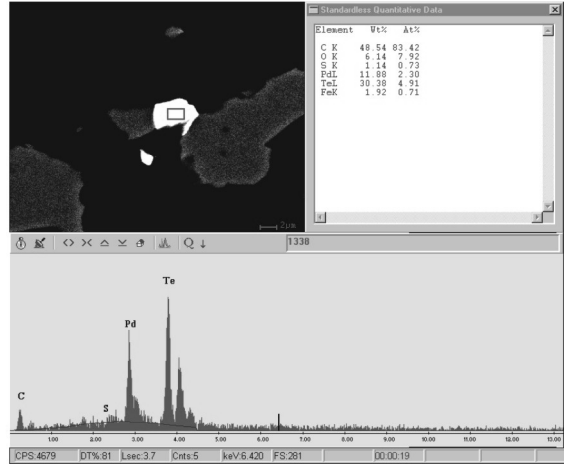 Standardless Quantitative Data
Element Wt% At%
C K 48.54 83.42
O K 6.14 7.92
S K 1.14 0.73
PdL 11.88 2.30
TeL 30.38 4.91
FeK 1.92 0.71
2µm
Q
1338
Te
Pd
C
S
1.00 2.00 3.00 4.00 5.00 6.00 7.00 8.00 9.00 10.00 11.00 12.00 13.00
CPS:4679 DT%:81 Lsec:3.7 Cnts:5 keV:6.420 FS:281 00:00:19